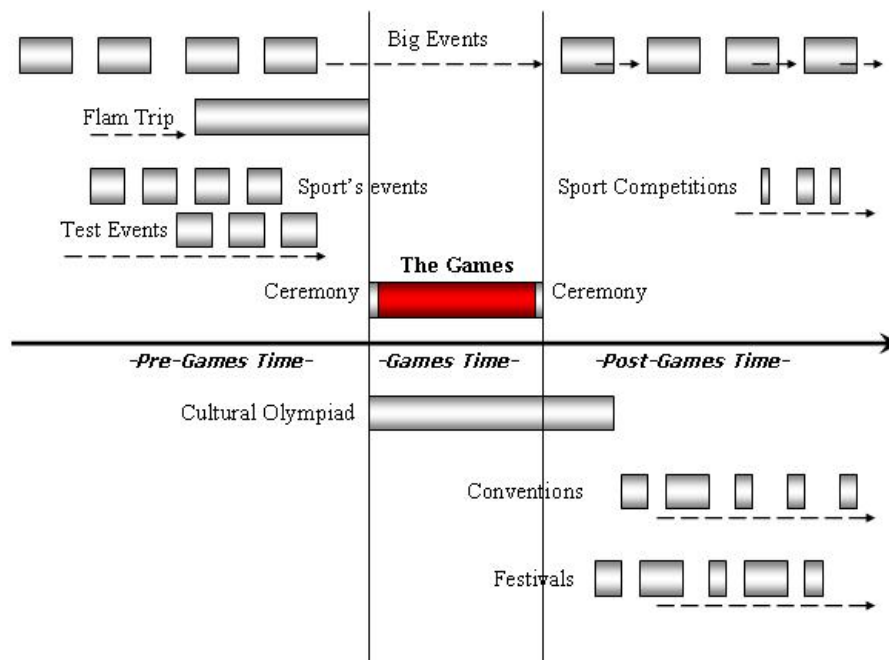 Big Events
Flam Trip
Sport's events
Sport Competitions
Test Events
The Games
Ceremony
Ceremony
-Pre-Games Time-
-Games Time-
-Post-Games Time-
Cultural Olympiad
Conventions
Festivals